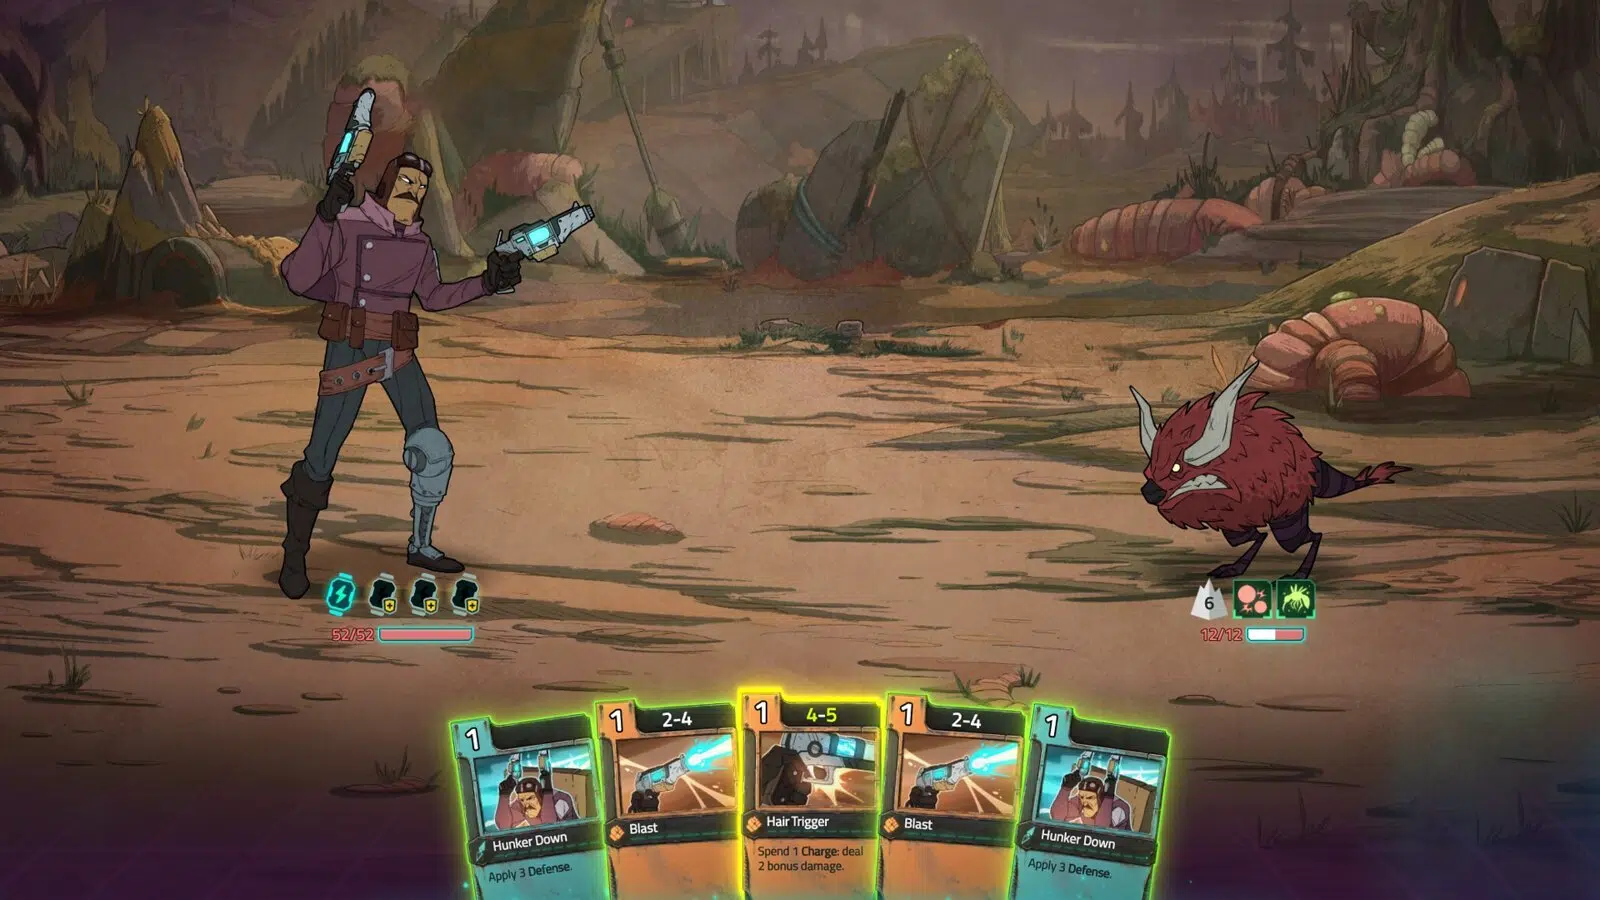 52/52
6
12/12
1
Hunker Down
Apply 3 Defense.
1 2-4
Blast
1 4-5
Hair Trigger
Spend 1 Charge: deal
2 bonus damage.
1 2-4
Blast
1
Hunker Down
Apply 3 Defense.